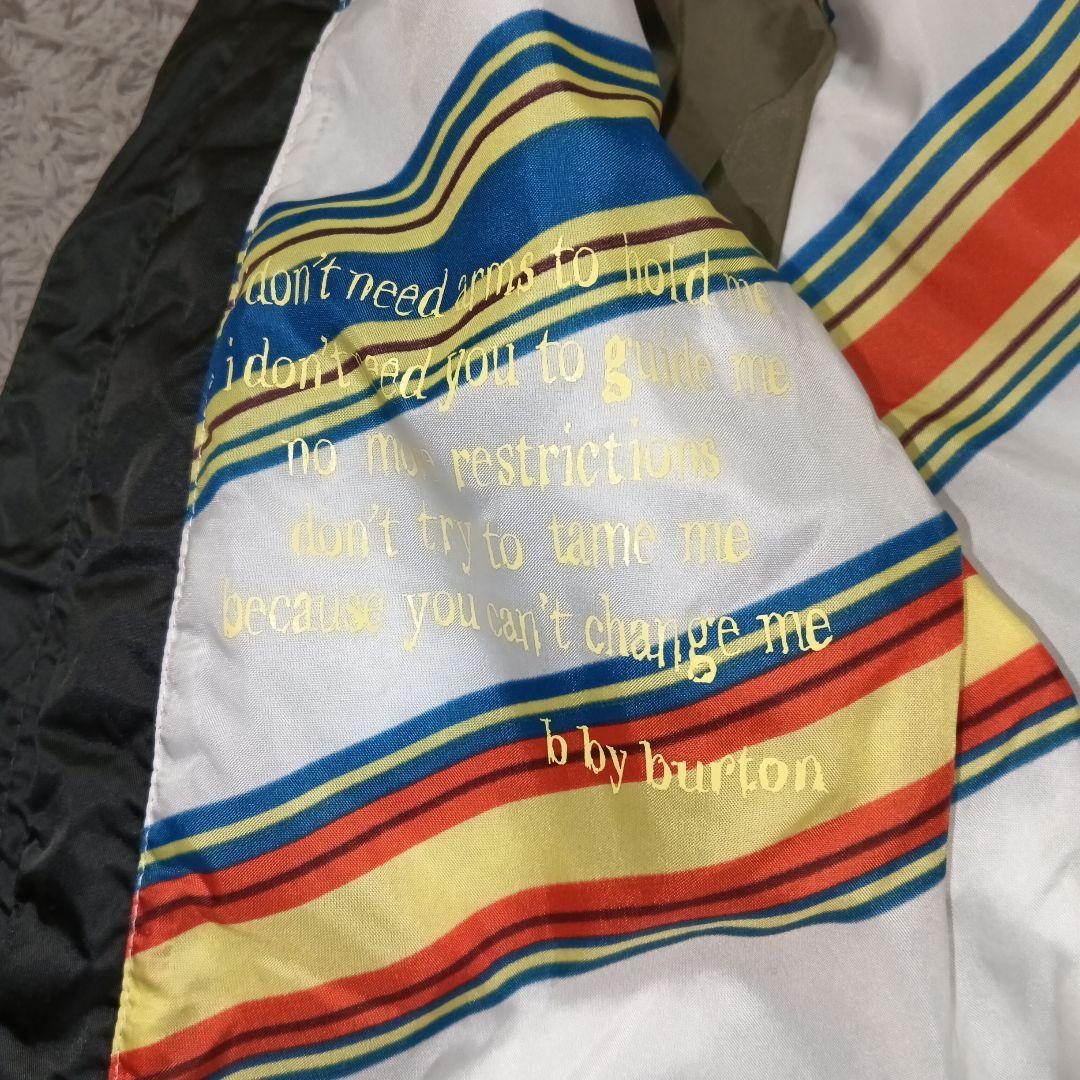 don't need arms to hold me
i don't need you to guide me
no more restrictions
don't try to tame me
because you can't change me
b by burton